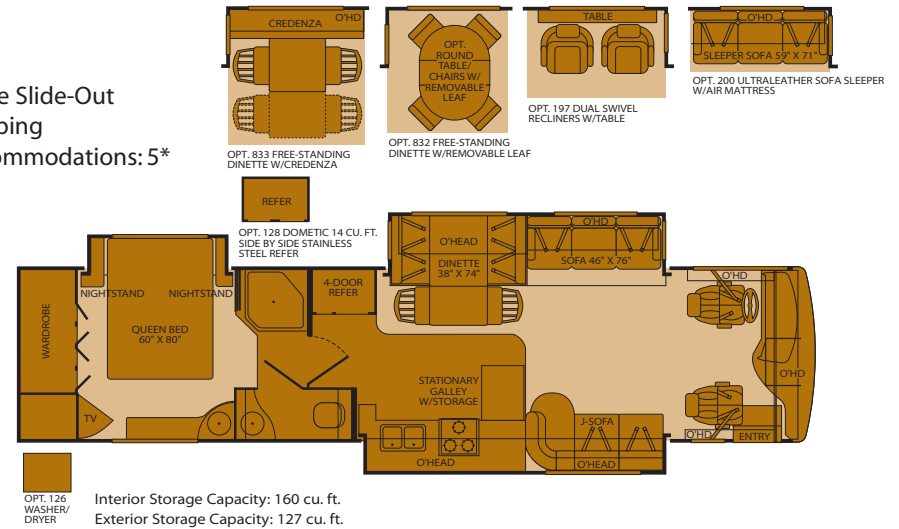 CREDENZA
O'HD
OPT. 833 FREE-STANDING
DINETTE W/CREDENZA
OPT.
ROUND
TABLE/
CHAIRS W/
REMOVABLE
LEAF
OPT. 832 FREE-STANDING
DINETTE W/REMOVABLE LEAF
TABLE
OPT. 197 DUAL SWIVEL
RECLINERS W/TABLE
O'HD
SLEEPER SOFA 59" X 71"
OPT. 200 ULTRALEATHER SOFA SLEEPER
W/AIR MATTRESS
e Slide-Out
ping
ommodations: 5*
REFER
OPT. 128 DOMETIC 14 CU. FT.
SIDE BY SIDE STAINLESS
STEEL REFER
WARDROBE
NIGHTSTAND
NIGHTSTAND
QUEEN BED
60" X 80"
TV
4-DOOR
REFER
O'HEAD
DINETTE
38" X 74"
O'HD
SOFA 46" X 76"
STATIONARY
GALLEY
W/STORAGE
O'HEAD
J-SOFA
O'HEAD
O'HD
O'HD
O'HD
ENTRY
OPT. 126
WASHER/
DRYER
Interior Storage Capacity: 160 cu. ft.
Exterior Storage Capacity: 127 cu. ft.